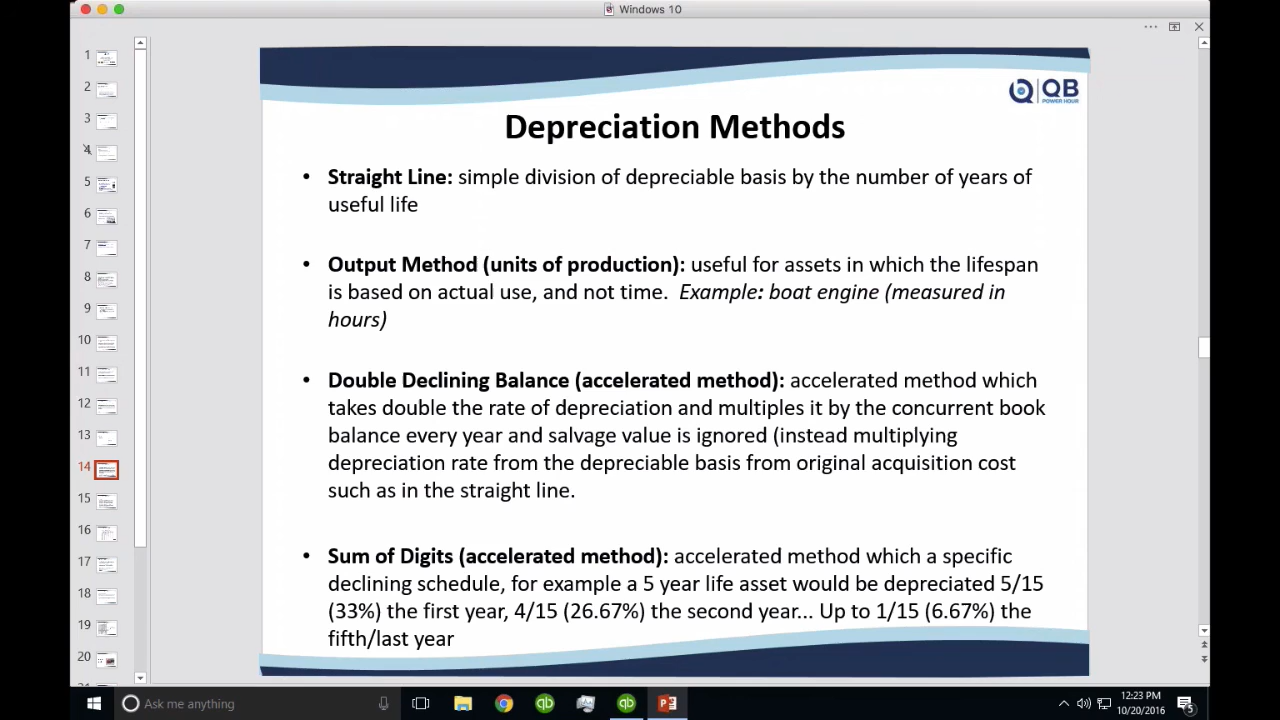 Windows 10
1
2
3
4
5
6
7
8
9
10
11
12
13
14
15
16
17
18
19
20
QB
POWER HOUR
Depreciation Methods
• Straight Line: simple division of depreciable basis by the number of years of
useful life
• Output Method (units of production): useful for assets in which the lifespan
is based on actual use, and not time. Example: boat engine (measured in
hours)
• Double Declining Balance (accelerated method): accelerated method which
takes double the rate of depreciation and multiples it by the concurrent book
balance every year and salvage value is ignored (instead multiplying
depreciation rate from the depreciable basis from original acquisition cost
such as in the straight line.
• Sum of Digits (accelerated method): accelerated method which a specific
declining schedule, for example a 5 year life asset would be depreciated 5/15
(33%) the first year, 4/15 (26.67%) the second year... Up to 1/15 (6.67%) the
fifth/last year
Ask me anything
12:23 PM
10/20/2016
5